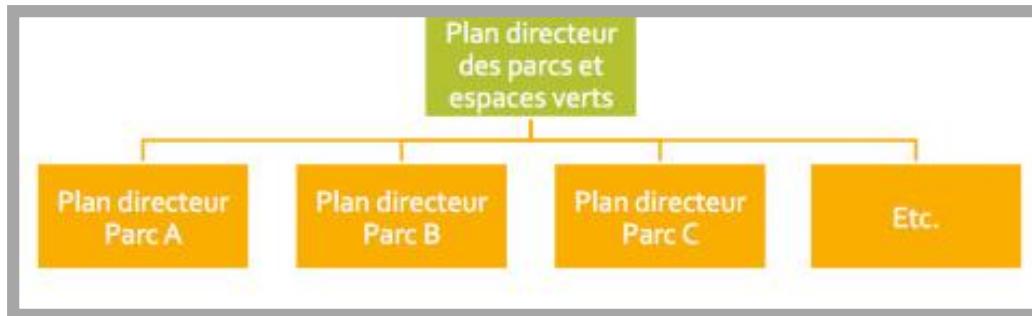 Plan directeur
des parcs et
espaces verts
Plan directeur
Parc A
Plan directeur
Parc B
Plan directeur
Parc C
Etc.